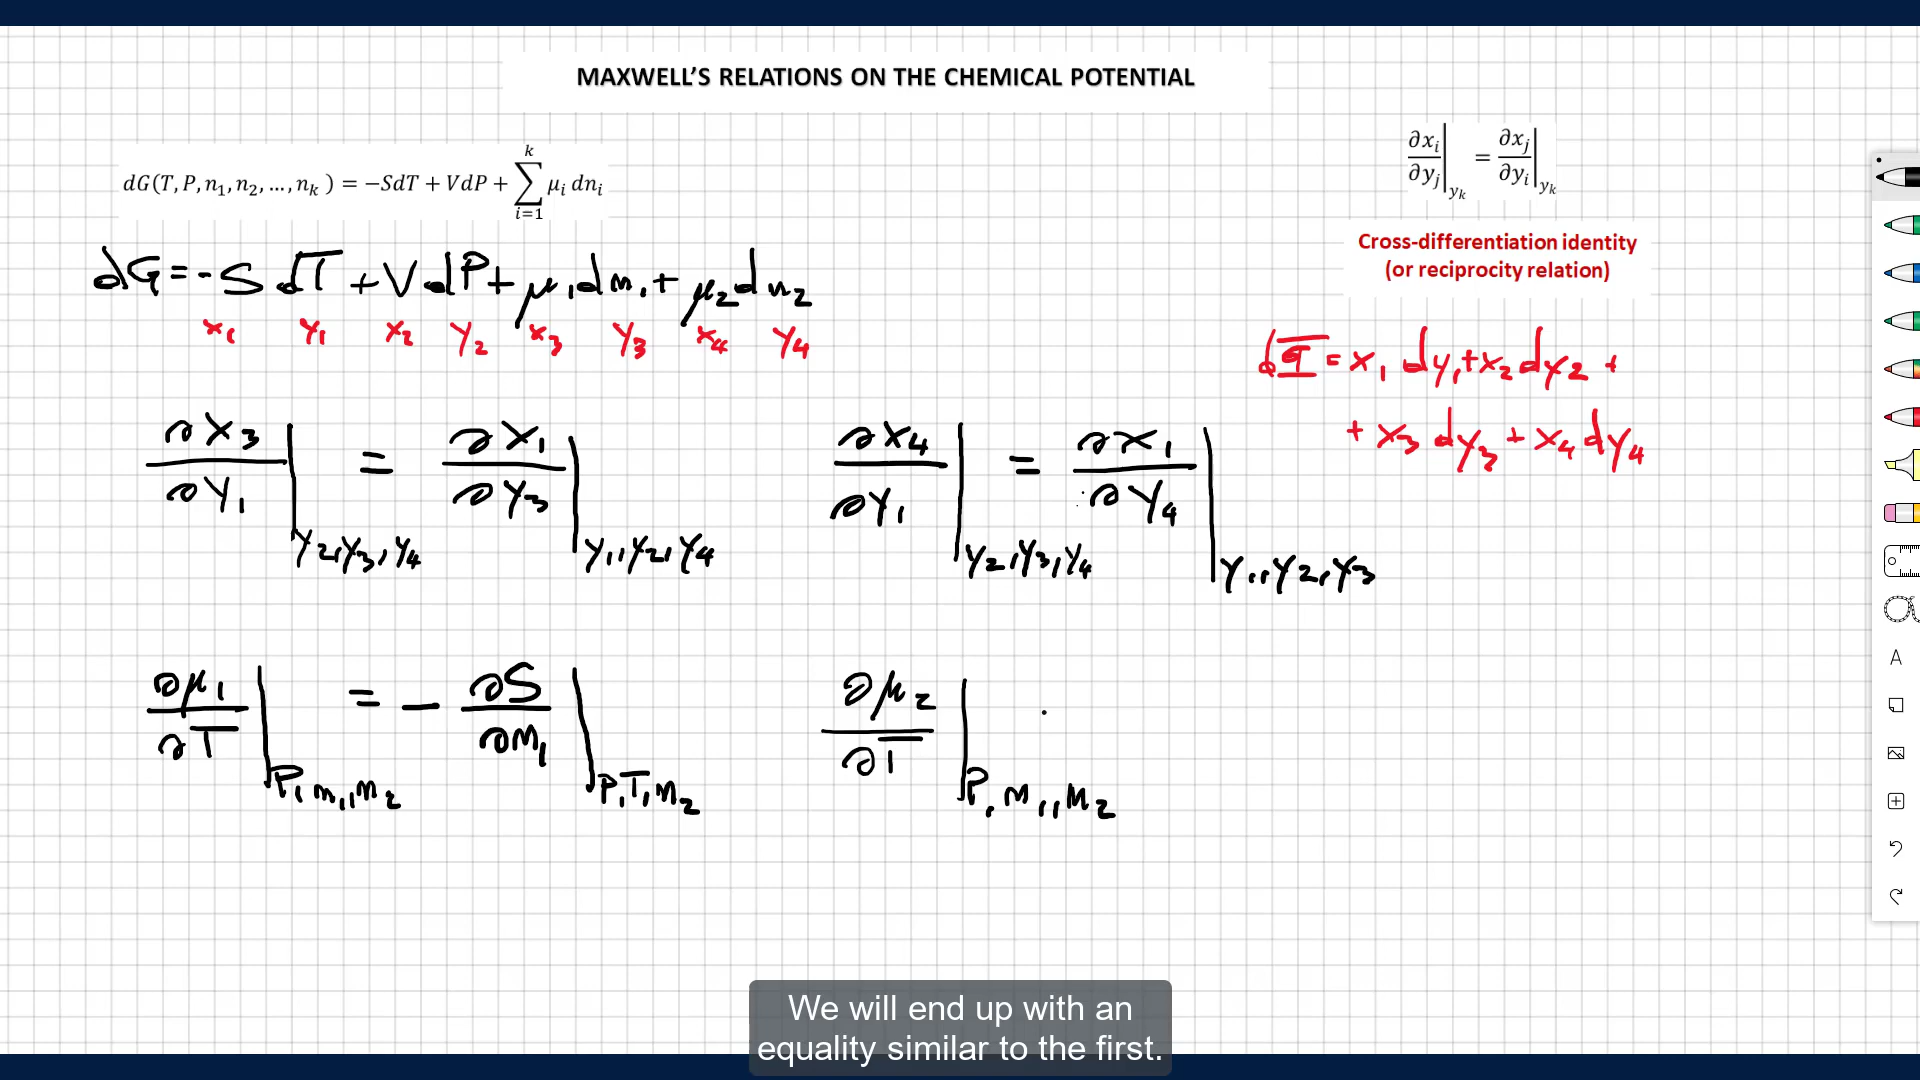 MAXWELL'S RELATIONS ON THE CHEMICAL POTENTIAL
dG(T, P, n₁, n₂, ..., nₖ) = −SdT + VdP + ∑ᵢ₌₁ᵏ μᵢ dnᵢ
∂xᵢ/∂yⱼ|yₖ = ∂xⱼ/∂yᵢ|yₖ
Cross-differentiation identity
(or reciprocity relation)
dG = -S dT + V dP + μ₁ dn₁ + μ₂ dn₂
x₁ y₁ x₂ y₂ x₃ y₃ x₄ y₄
dΦ = x₁ dy₁ + x₂ dy₂ +
+ x₃ dy₃ + x₄ dy₄
∂x₃/∂y₁|y₂,y₃,y₄ = ∂x₁/∂y₃|y₁,y₂,y₄
∂x₄/∂y₁|y₂,y₃,y₄ = ∂x₁/∂y₄|y₁,y₂,y₃
∂μ₁/∂T|P,n₁,n₂ = − ∂S/∂n₁|P,T,n₂
∂μ₂/∂T|P,n₁,n₂
A
We will end up with an
equality similar to the first.